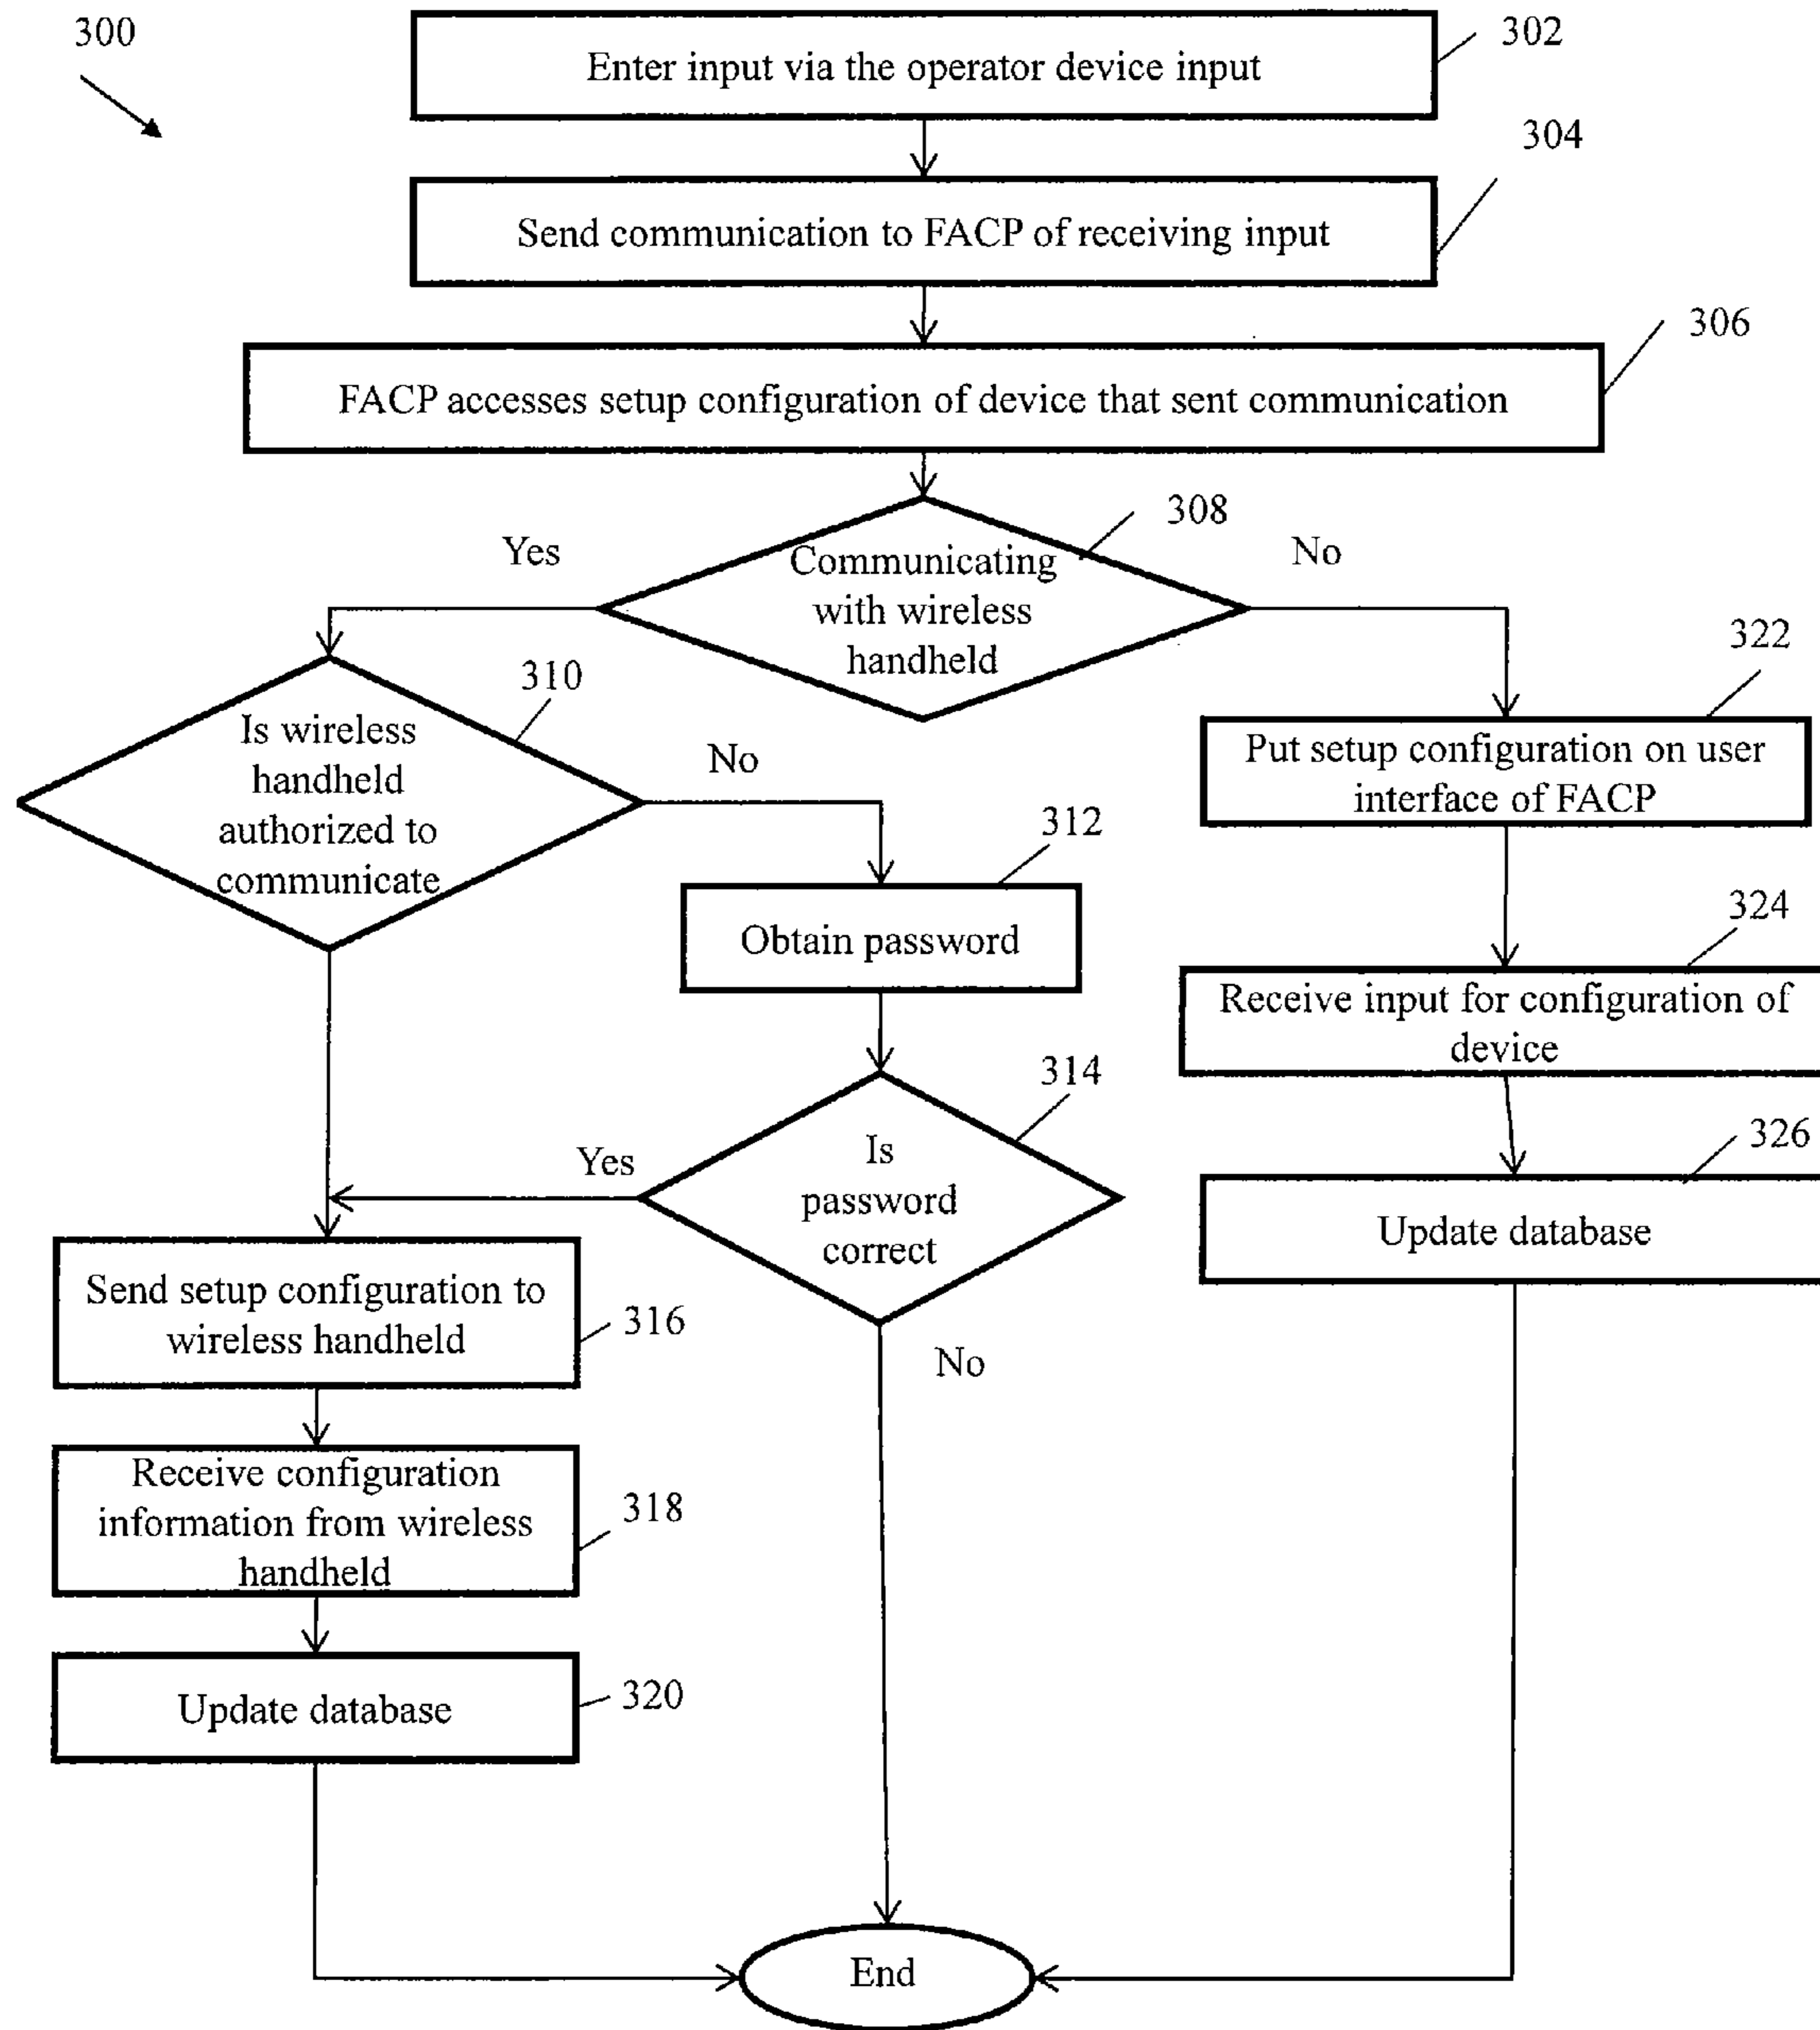 300
Enter input via the operator device input
302
304
Send communication to FACP of receiving input
306
FACP accesses setup configuration of device that sent communication
308
Yes
Communicating
with wireless
handheld
No
322
310
Is wireless
handheld
authorized to
communicate
No
Put setup configuration on user
interface of FACP
312
Obtain password
324
Receive input for configuration of
device
314
Yes
Is
password
correct
326
Update database
Send setup configuration to
wireless handheld
316
No
Receive configuration
information from wireless
handheld
318
Update database
320
End